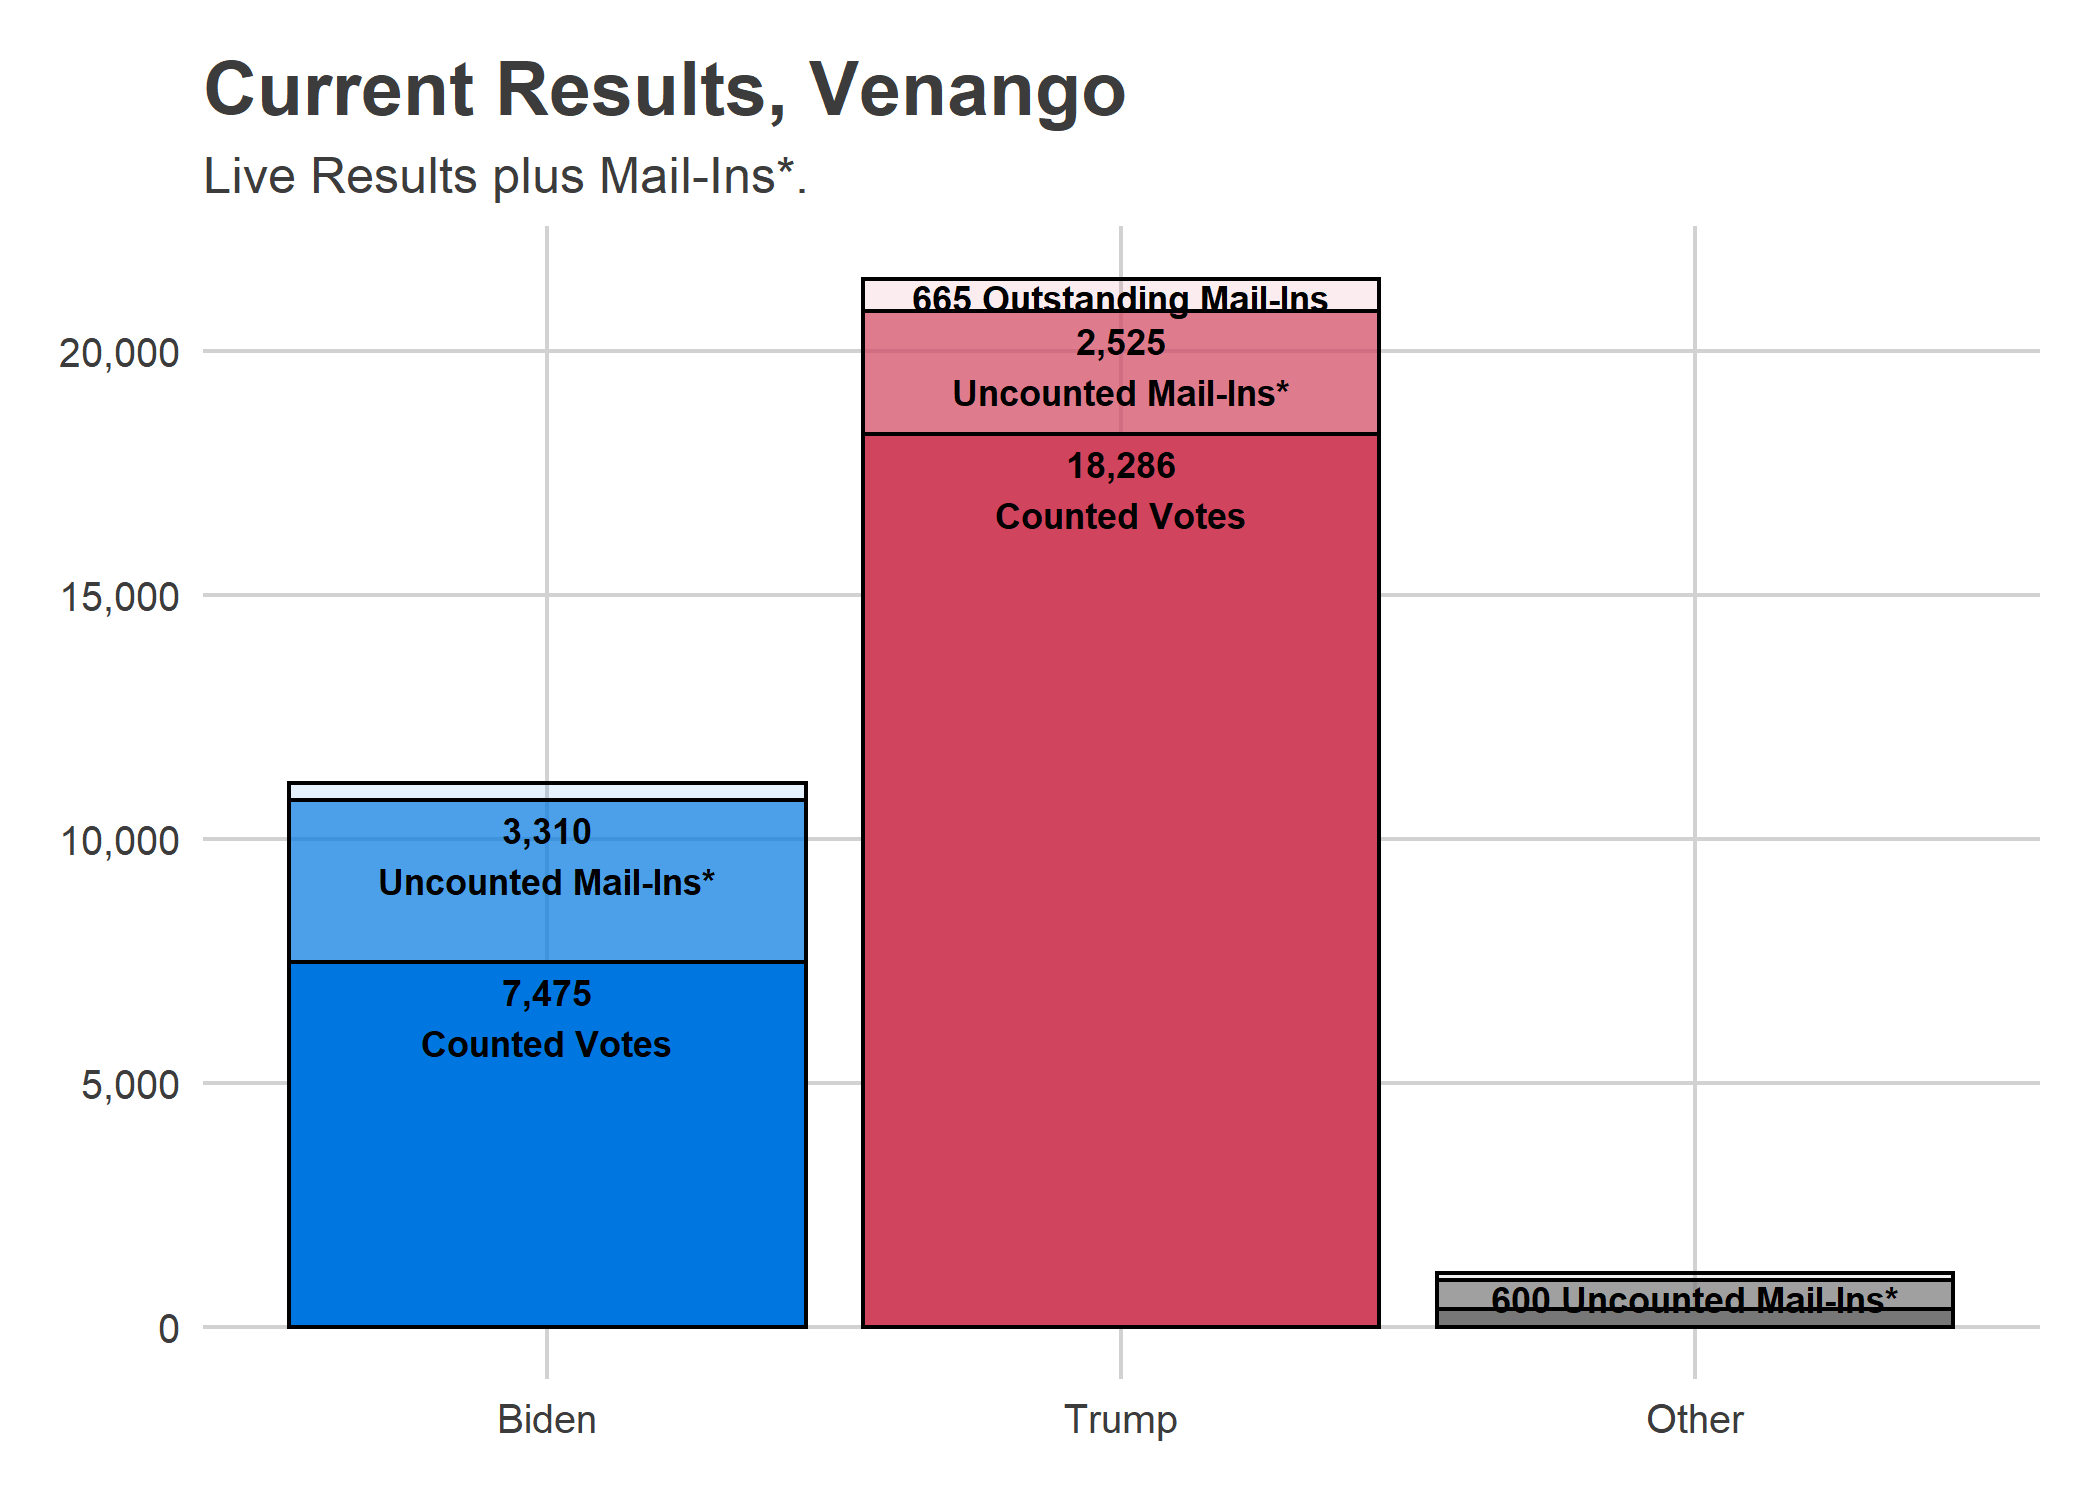 Current Results, Venango
Live Results plus Mail-Ins*.
665 Outstanding Mail-Ins
2,525
Uncounted Mail-Ins*
18,286
Counted Votes
3,310
Uncounted Mail-Ins*
7,475
Counted Votes
600 Uncounted Mail-Ins*
20,000
15,000
10,000
5,000
0
Biden
Trump
Other